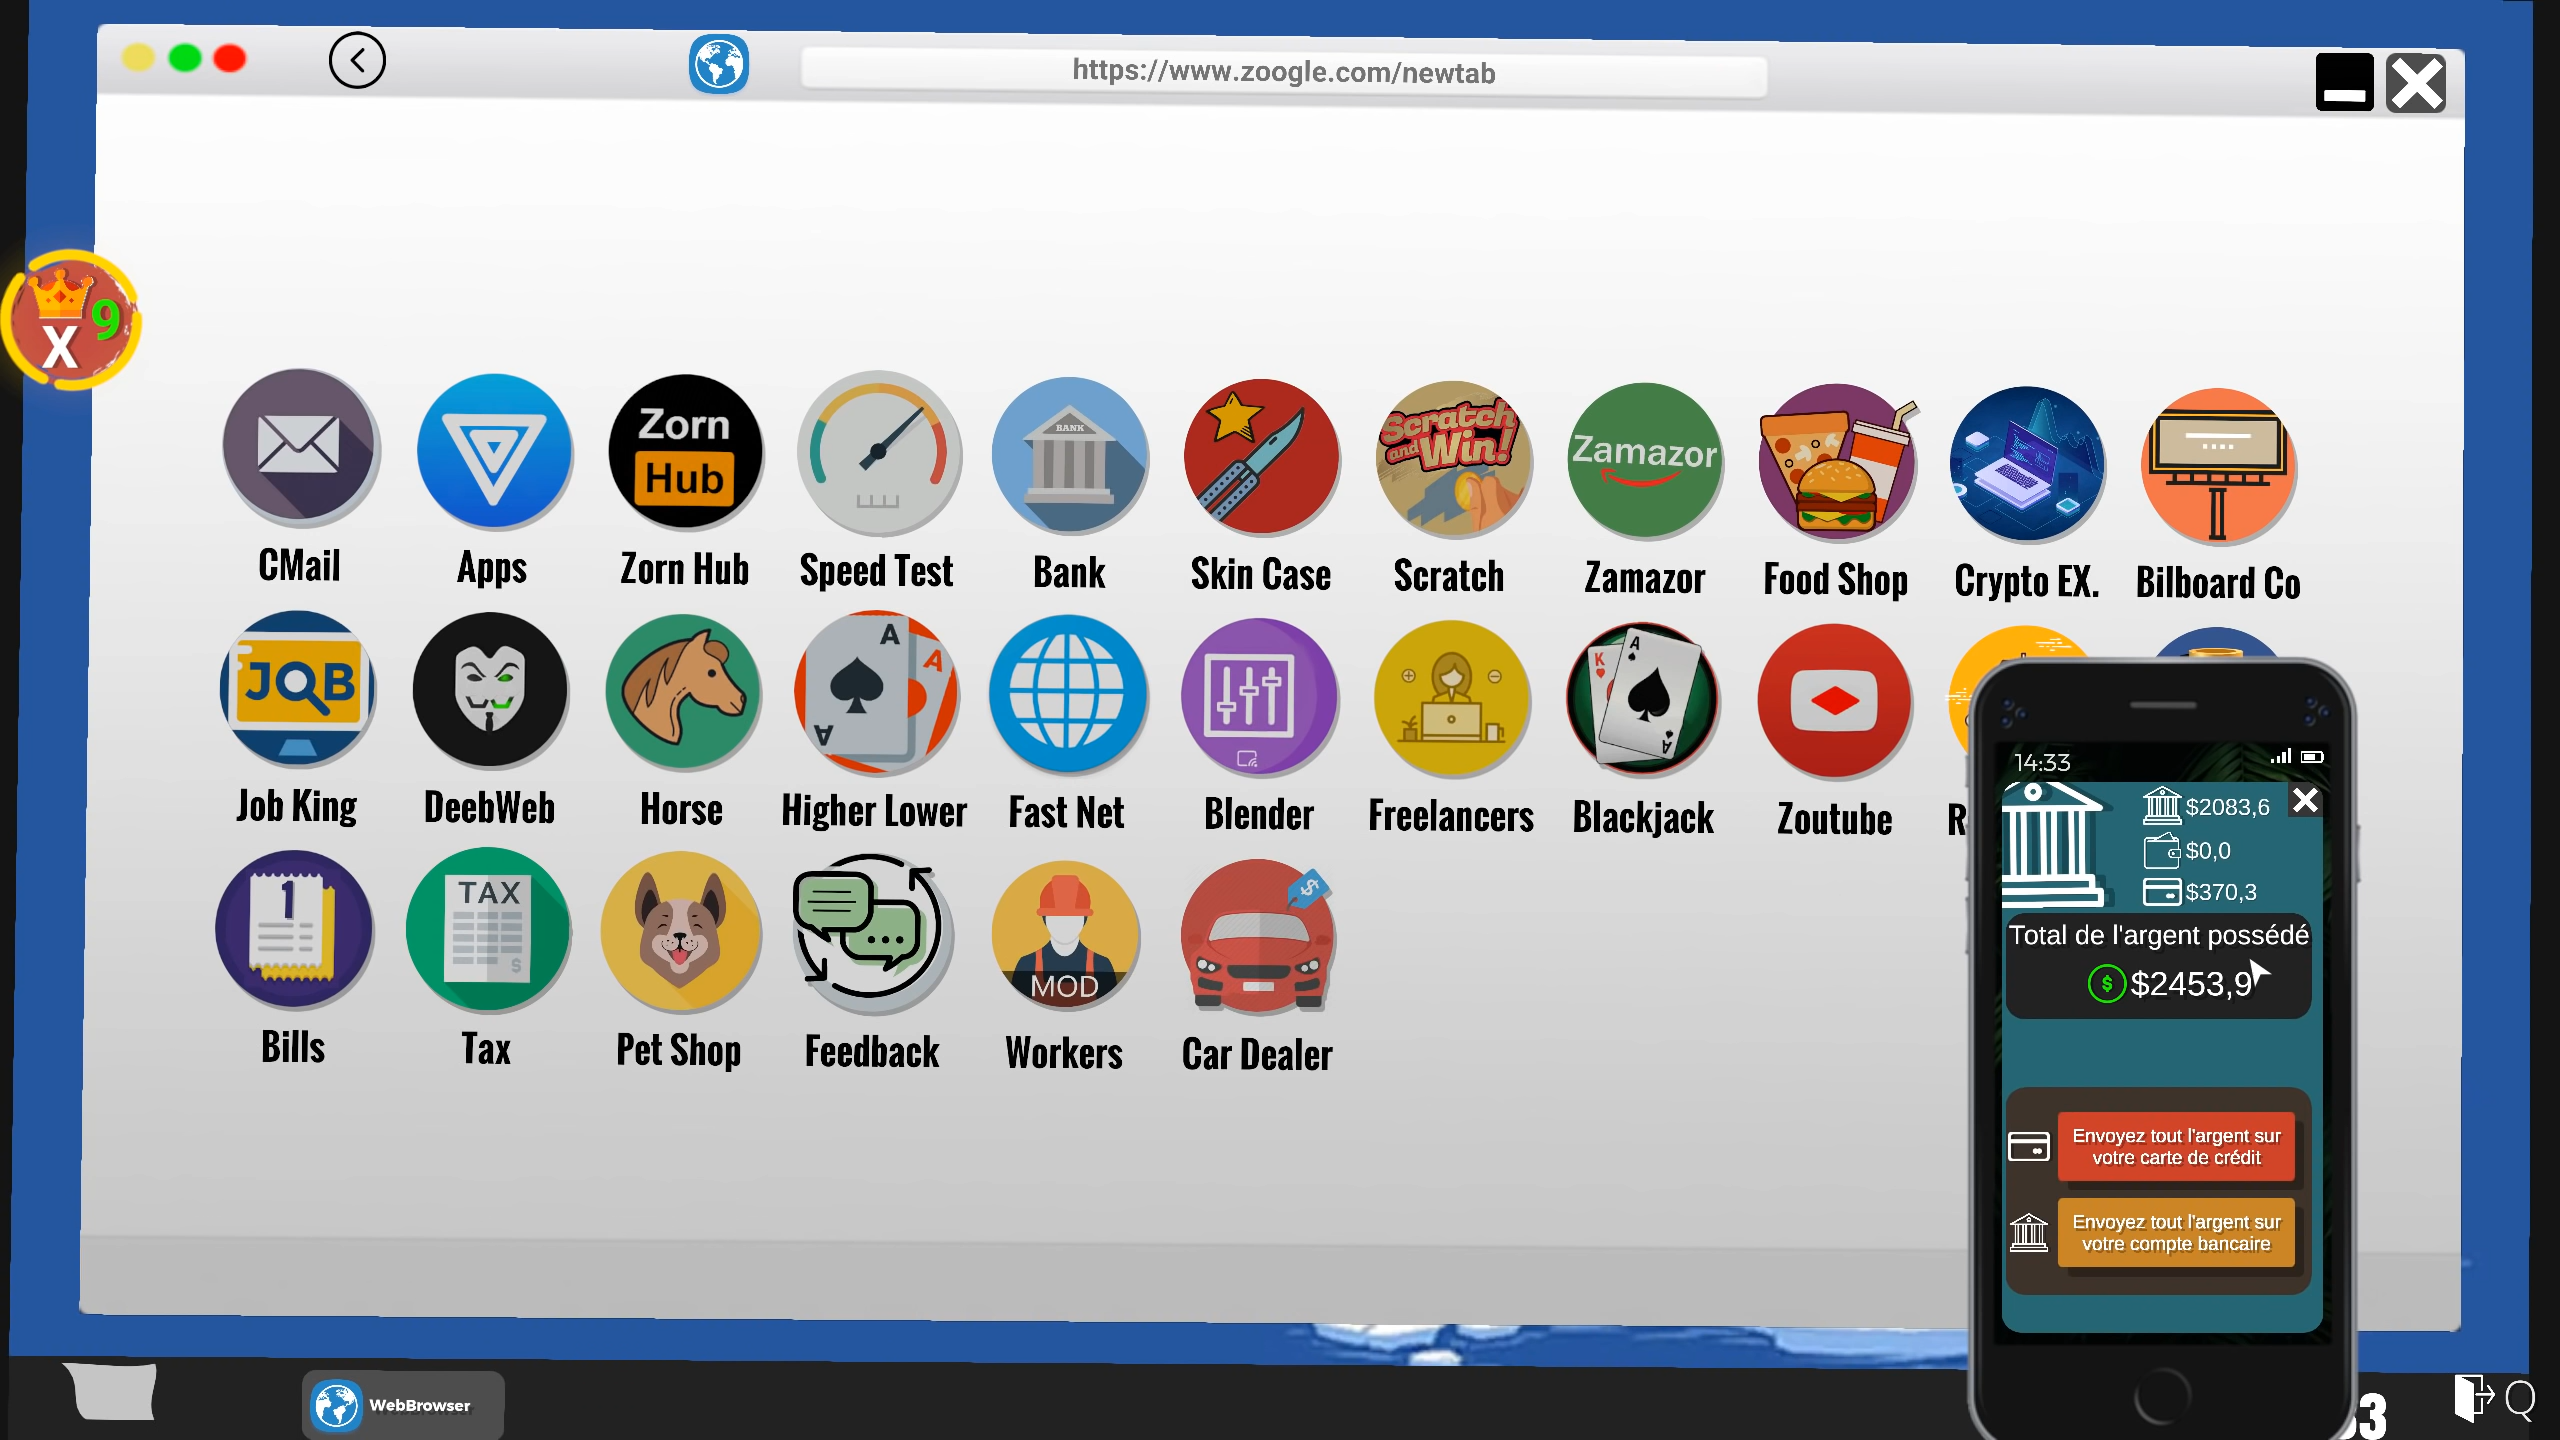 https://www.zoogle.com/newtab
X 9
Zorn
Hub
BANK
Scratch
and Win!
Zamazor
CMail
Apps
Zorn Hub
Speed Test
Bank
Skin Case
Scratch
Zamazor
Food Shop
Crypto EX.
Bilboard Co
JOB
A
A
A
K
A
A
Job King
DeebWeb
Horse
Higher Lower
Fast Net
Blender
Freelancers
Blackjack
Zoutube
R
1
TAX
$
$
MOD
Bills
Tax
Pet Shop
Feedback
Workers
Car Dealer
14:33
$2083,6
$0,0
$370,3
Total de l'argent possédé
$
$2453,9
Envoyez tout l'argent sur
votre carte de crédit
Envoyez tout l'argent sur
votre compte bancaire
WebBrowser
33
Q